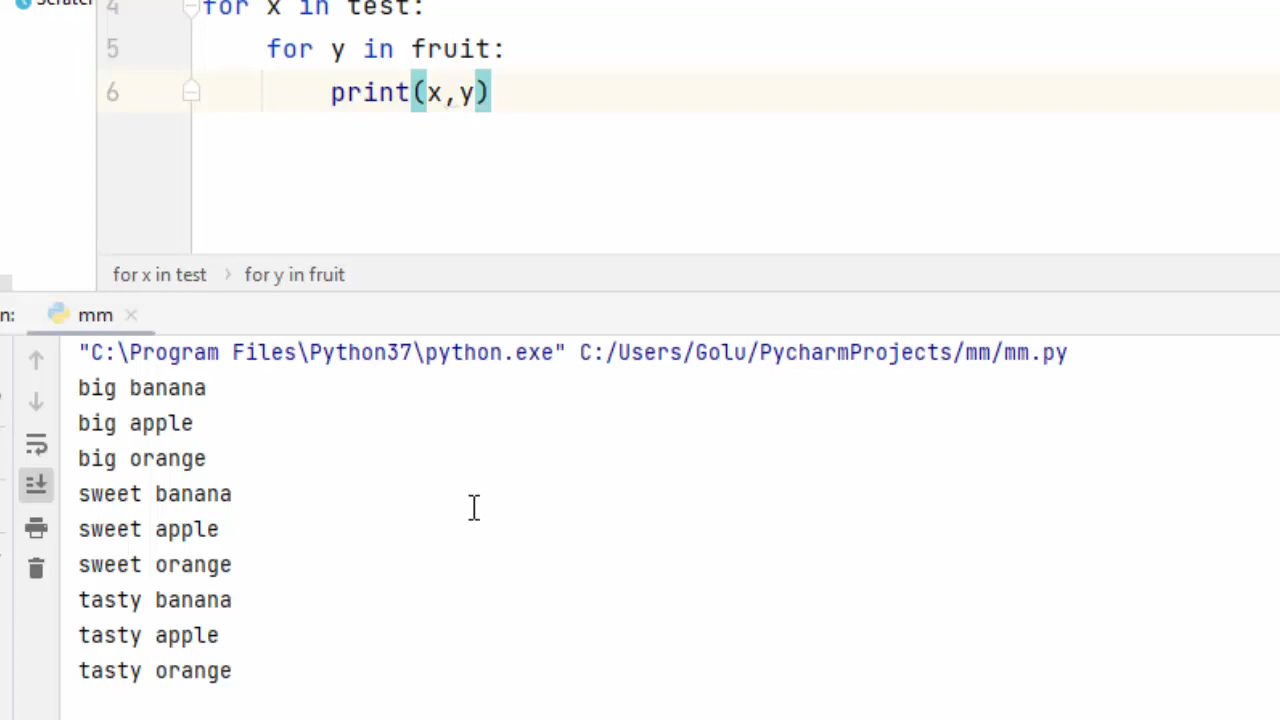 4 for x in test:
5 for y in fruit:
6 print(x,y)
for x in test > for y in fruit
n: mm ×
"C:\Program Files\Python37\python.exe" C:/Users/Golu/PycharmProjects/mm/mm.py
big banana
big apple
big orange
sweet banana
sweet apple
sweet orange
tasty banana
tasty apple
tasty orange